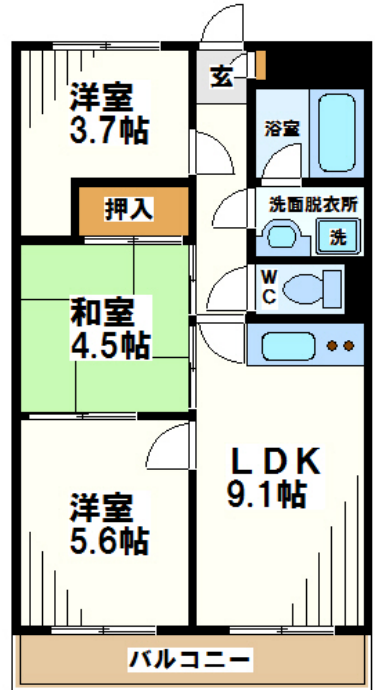 玄
洋室
3.7帖
浴室
押入
洗面脱衣所
洗
WC
和室
4.5帖
LDK
9.1帖
洋室
5.6帖
バルコニー